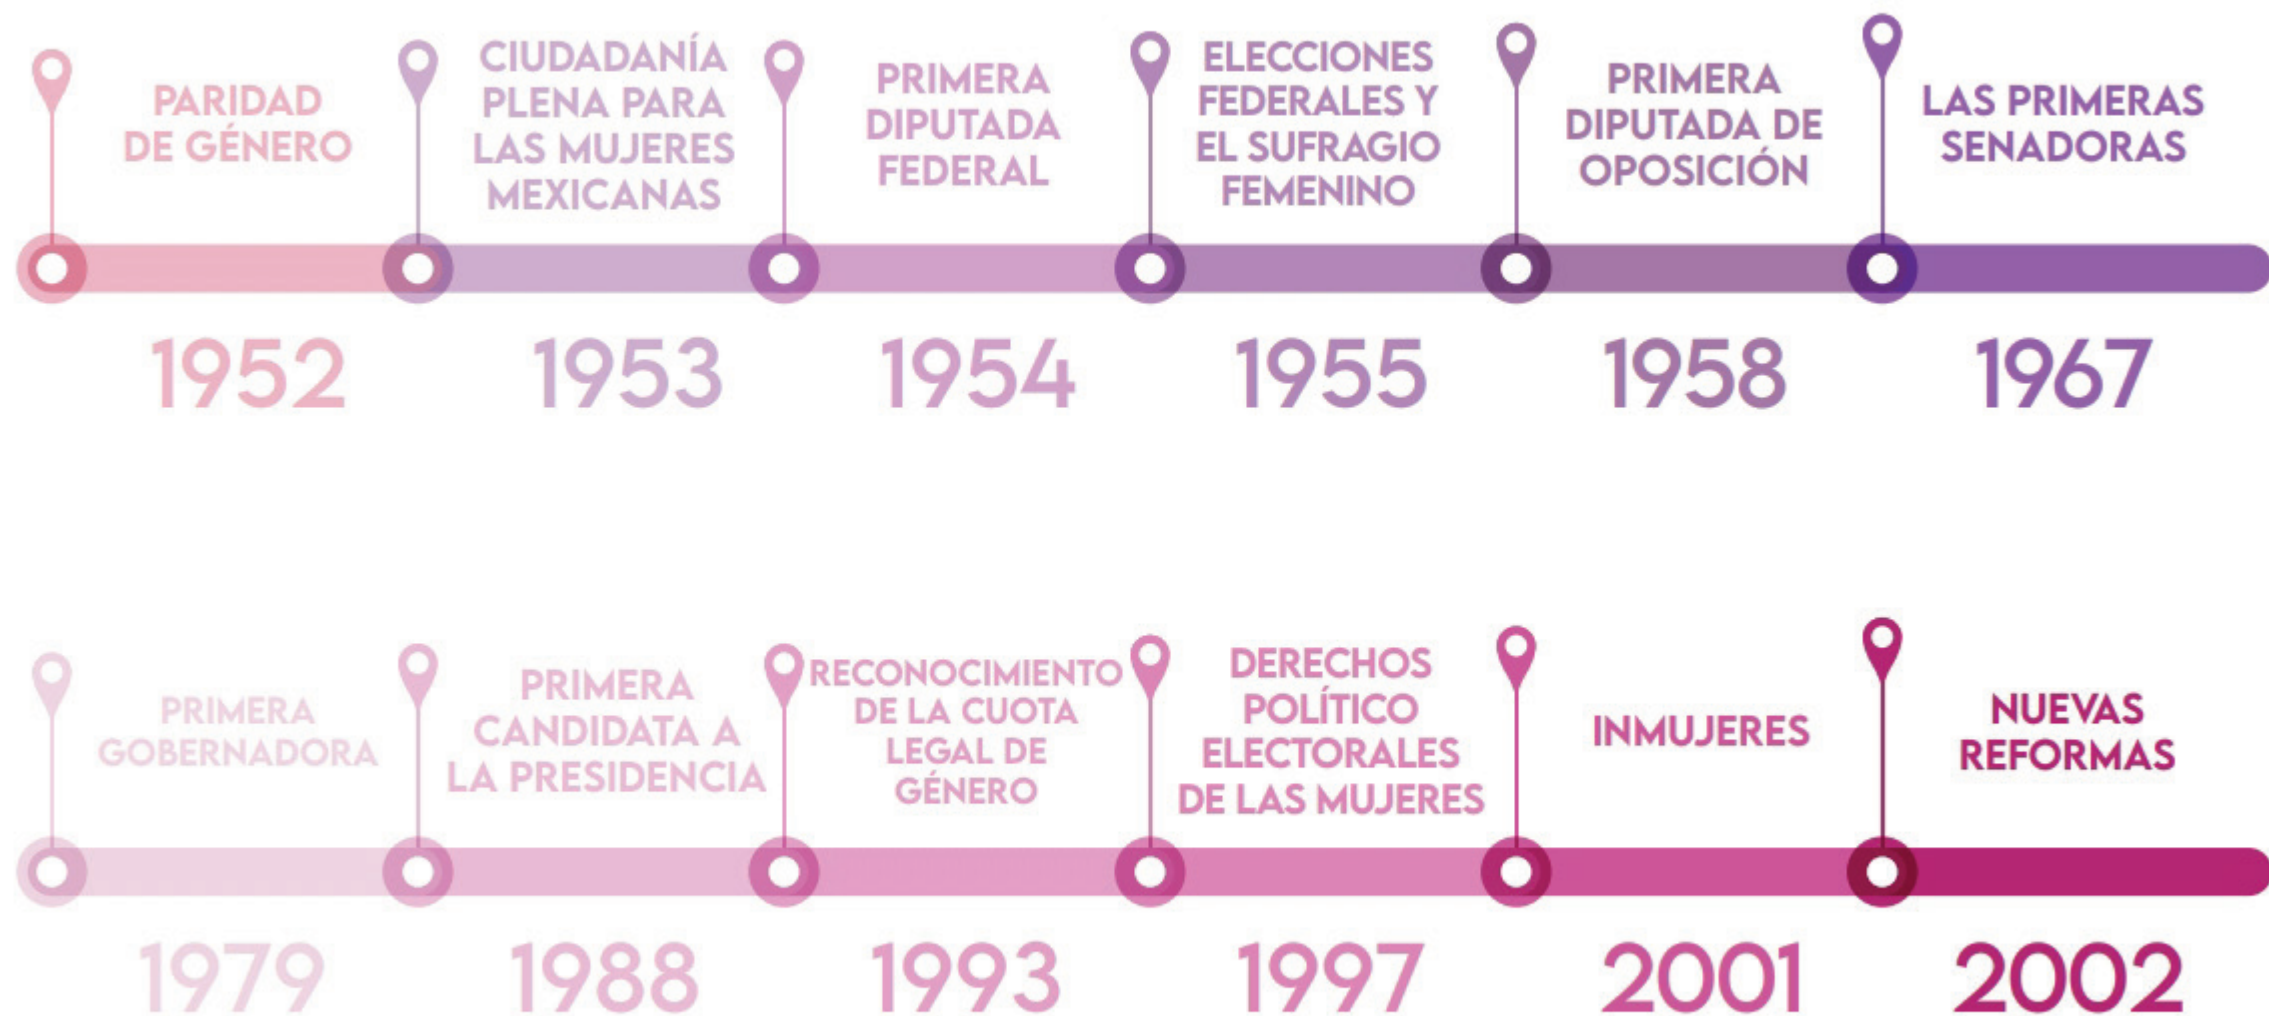 PARIDAD
DE GÉNERO
1952
CIUDADANÍA
PLENA PARA
LAS MUJERES
MEXICANAS
1953
PRIMERA
DIPUTADA
FEDERAL
1954
ELECCIONES
FEDERALES Y
EL SUFRAGIO
FEMENINO
1955
PRIMERA
DIPUTADA DE
OPOSICIÓN
1958
LAS PRIMERAS
SENADORAS
1967
PRIMERA
GOBERNADORA
1979
PRIMERA
CANDIDATA A
LA PRESIDENCIA
1988
RECONOCIMIENTO
DE LA CUOTA
LEGAL DE
GÉNERO
1993
DERECHOS
POLÍTICO
ELECTORALES
DE LAS MUJERES
1997
INMUJERES
2001
NUEVAS
REFORMAS
2002